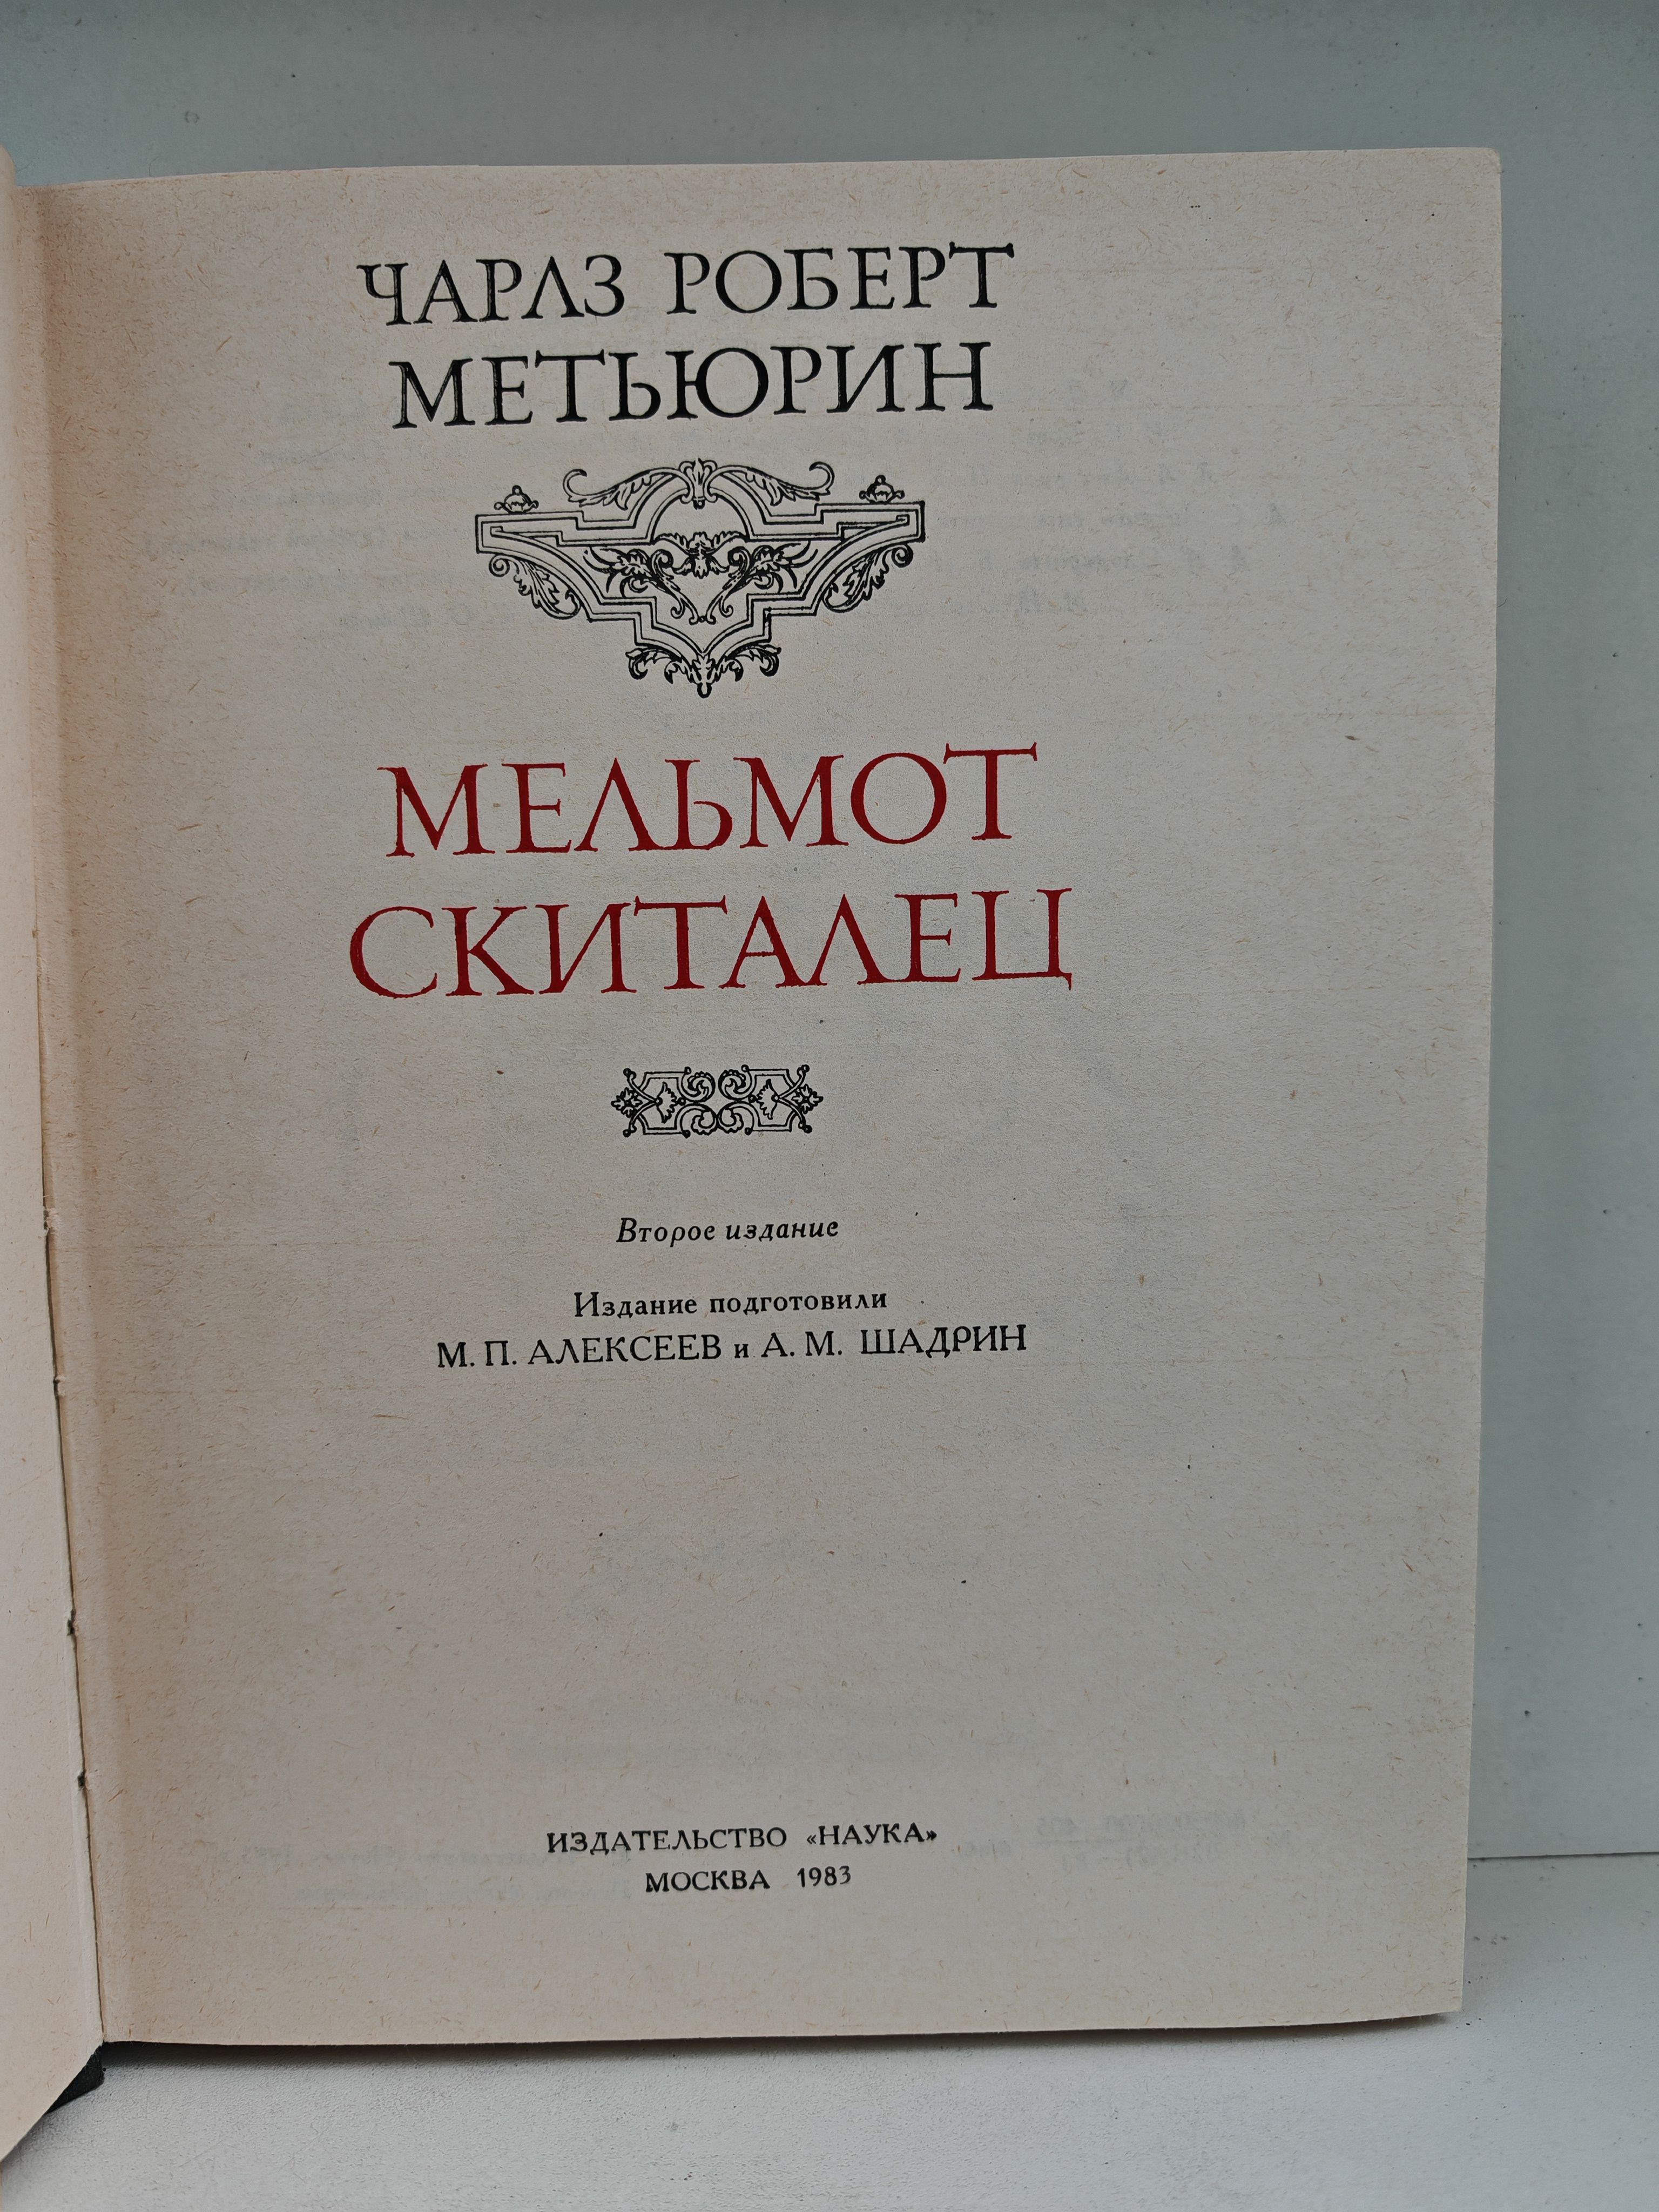 ЧАРЛЗ РОБЕРТ
МЕТЬЮРИН
МЕЛЬМОТ
СКИТАЛЕЦ
Второе издание
Издание подготовили
М. П. АЛЕКСЕЕВ и А. М. ШАДРИН
ИЗДАТЕЛЬСТВО «НАУКА»
МОСКВА 1983